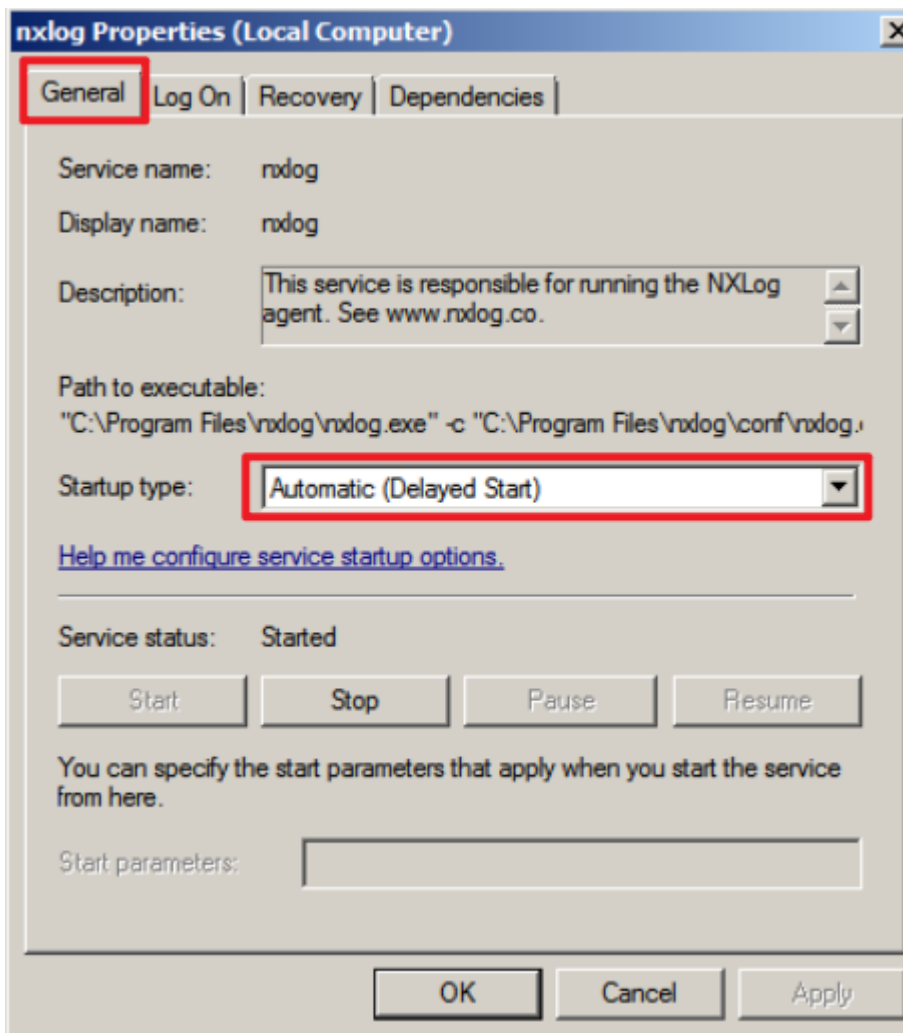 nxlog Properties (Local Computer)
General Log On Recovery Dependencies
Service name: nxlog
Display name: nxlog
Description: This service is responsible for running the NXLog
agent. See www.nxlog.co.
Path to executable:
"C:\Program Files\nxlog\nxlog.exe" -c "C:\Program Files\nxlog\conf\nxlog.
Startup type: Automatic (Delayed Start)
Help me configure service startup options.
Service status: Started
Start Stop Pause Resume
You can specify the start parameters that apply when you start the service
from here.
Start parameters:
OK Cancel Apply